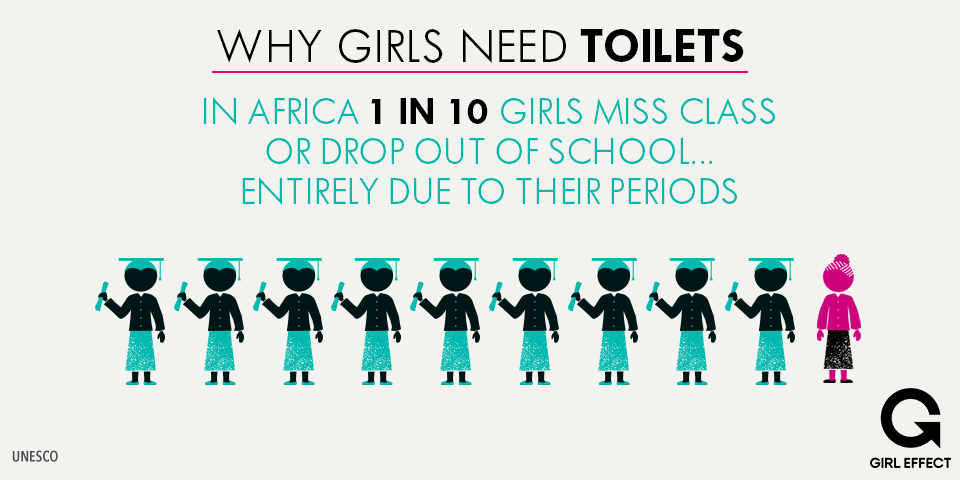 WHY GIRLS NEED TOILETS
IN AFRICA 1 IN 10 GIRLS MISS CLASS
OR DROP OUT OF SCHOOL...
ENTIRELY DUE TO THEIR PERIODS
UNESCO
GIRL EFFECT